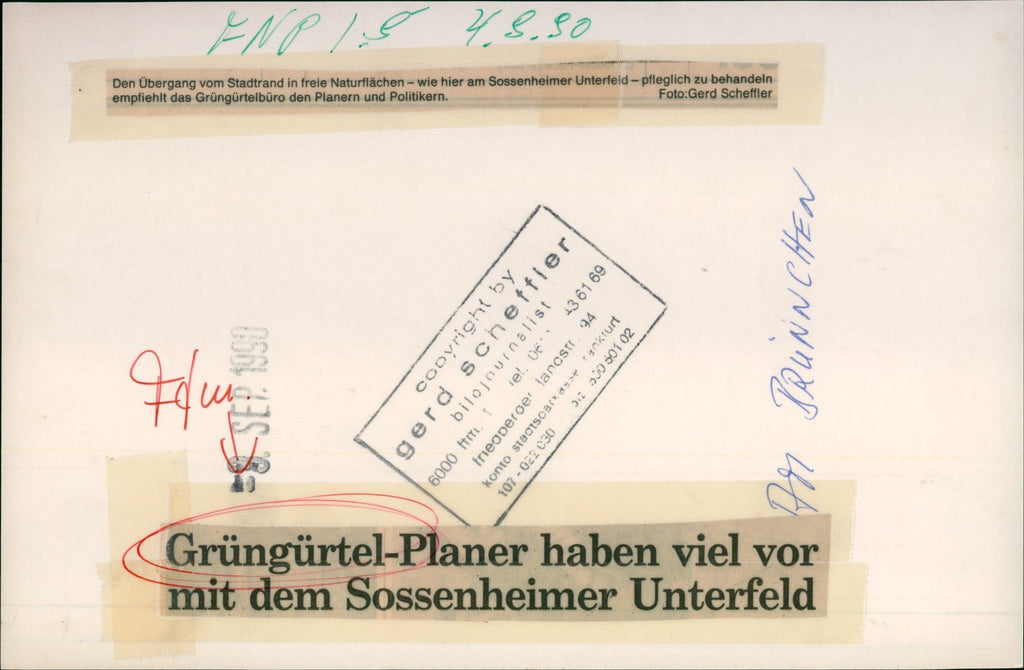 FNP 1.S 4.9.90
Den Übergang vom Stadtrand in freie Naturflächen – wie hier am Sossenheimer Unterfeld – pfleglich zu behandeln
empfiehlt das Grüngürtelbüro den Planern und Politikern. Foto:Gerd Scheffler
copyright by
gerd scheffler
bildjournalist
6000 ffm. tel. 43 61 69
friedberger landstr. 94
konto stadtsparkasse frankfurt
107-022030 blz 500 501 02
AM BRÜNNCHEN
Ffm.
SEP. 1990
Grüngürtel-Planer haben viel vor
mit dem Sossenheimer Unterfeld